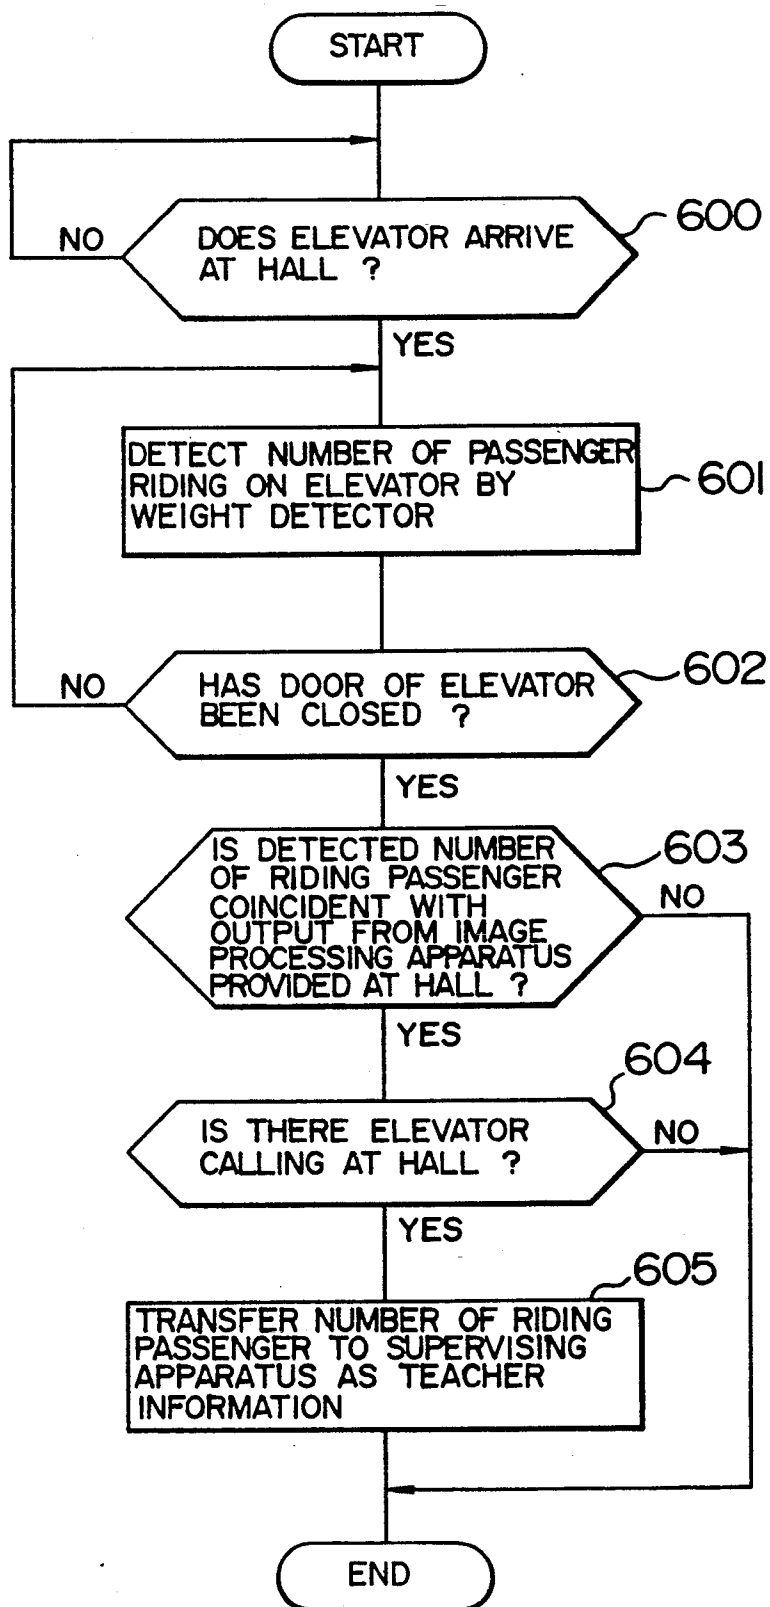 START
NO
DOES ELEVATOR ARRIVE
AT HALL ?
600
YES
DETECT NUMBER OF PASSENGER
RIDING ON ELEVATOR BY
WEIGHT DETECTOR
601
NO
HAS DOOR OF ELEVATOR
BEEN CLOSED ?
602
YES
IS DETECTED NUMBER
OF RIDING PASSENGER
COINCIDENT WITH
OUTPUT FROM IMAGE
PROCESSING APPARATUS
PROVIDED AT HALL ?
603
NO
YES
604
IS THERE ELEVATOR
CALLING AT HALL ?
NO
YES
605
TRANSFER NUMBER OF RIDING
PASSENGER TO SUPERVISING
APPARATUS AS TEACHER
INFORMATION
END